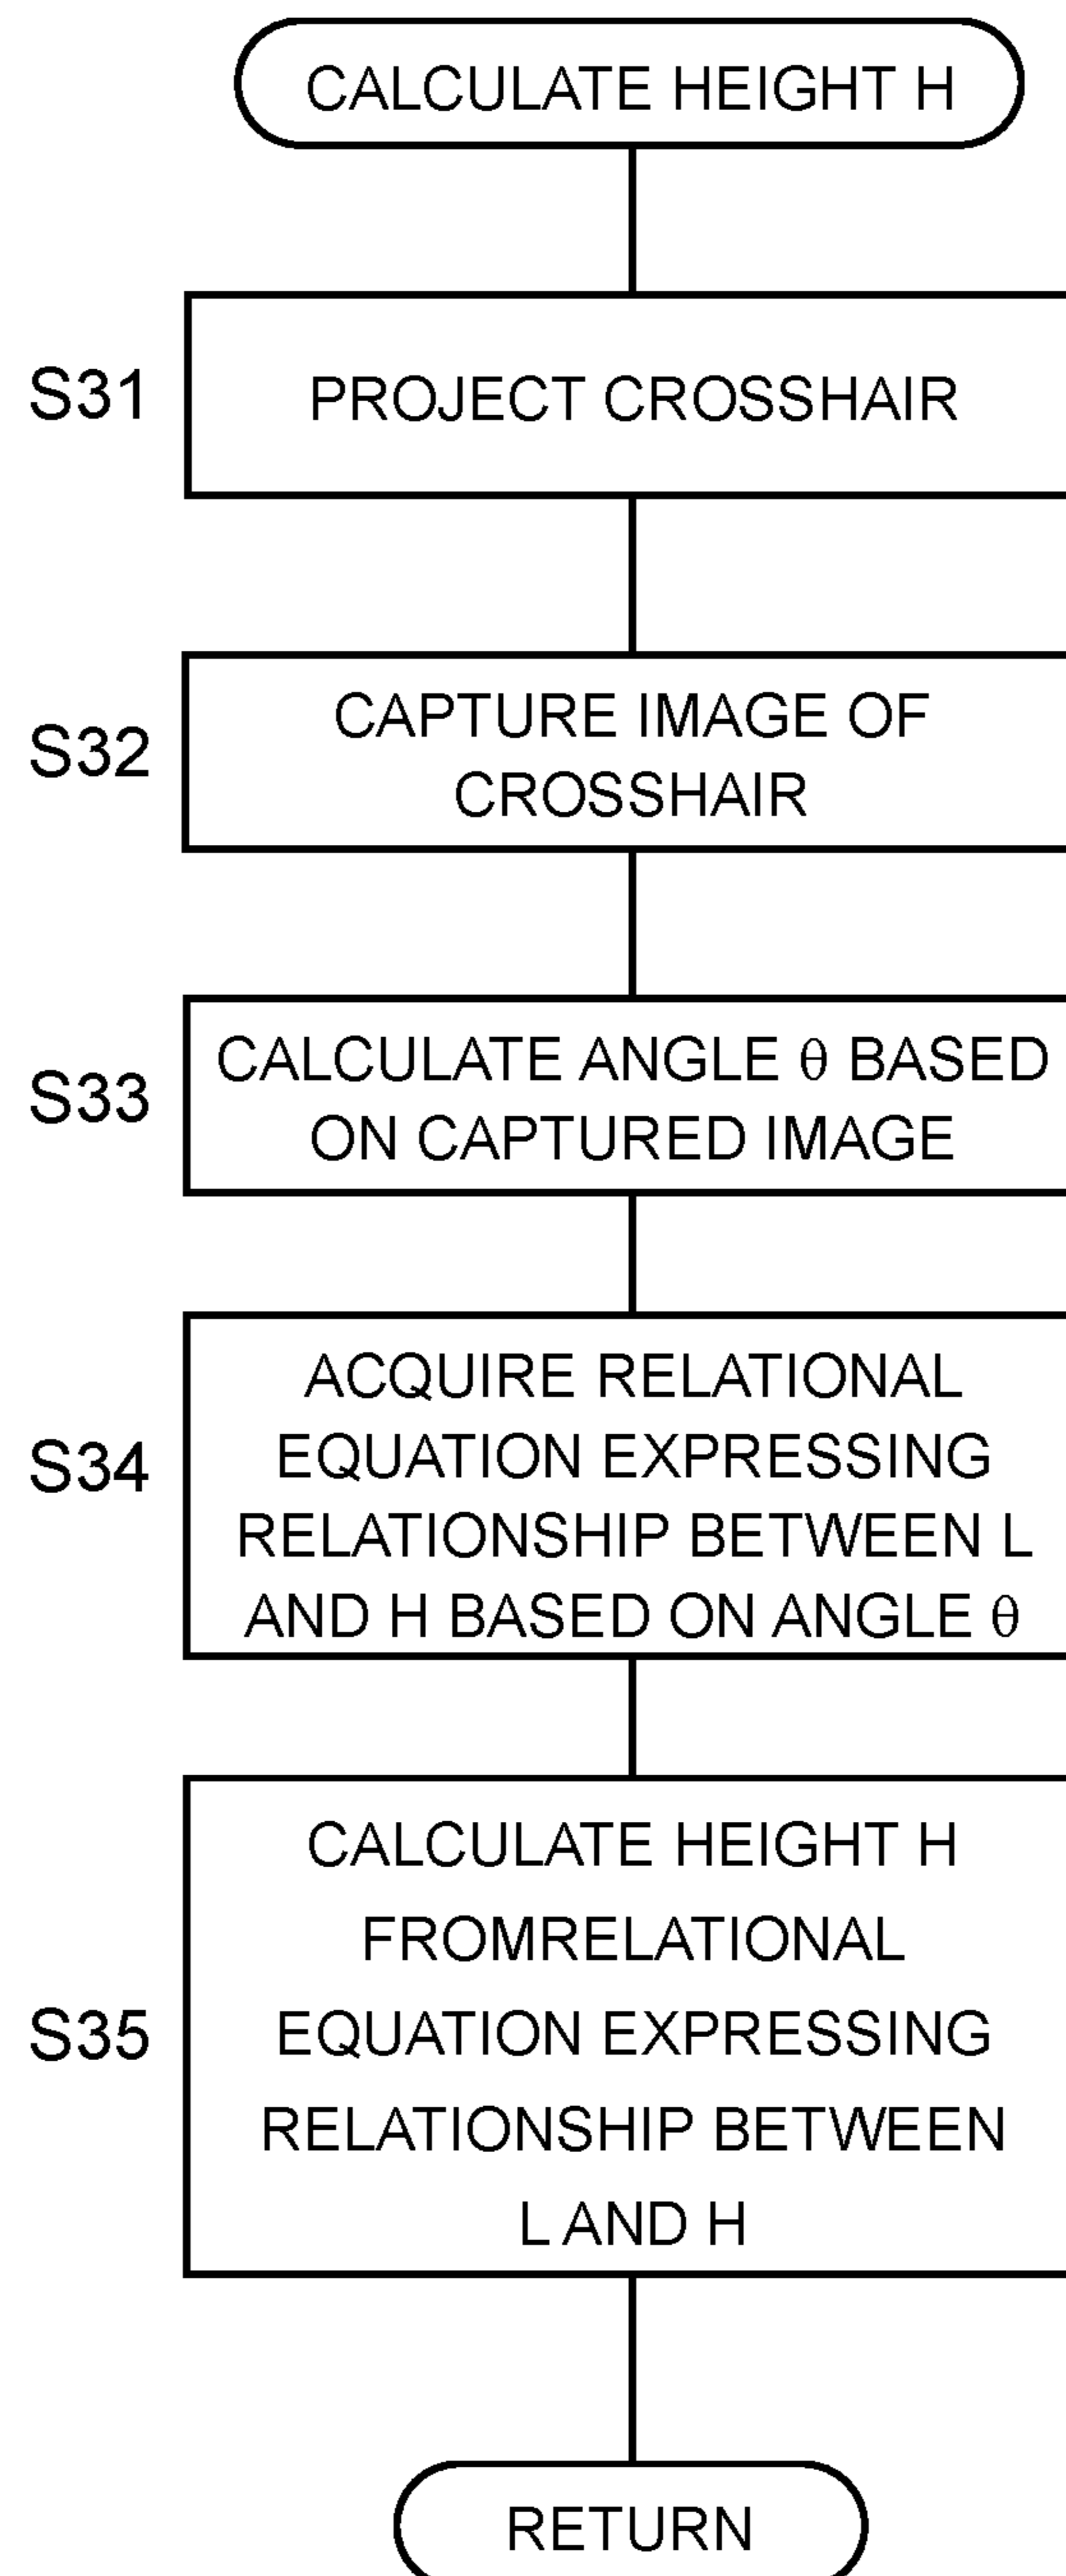 CALCULATE HEIGHT H
S31
PROJECT CROSSHAIR
S32
CAPTURE IMAGE OF
CROSSHAIR
S33
CALCULATE ANGLE θ BASED
ON CAPTURED IMAGE
S34
ACQUIRE RELATIONAL
EQUATION EXPRESSING
RELATIONSHIP BETWEEN L
AND H BASED ON ANGLE θ
S35
CALCULATE HEIGHT H
FROMRELATIONAL
EQUATION EXPRESSING
RELATIONSHIP BETWEEN
L AND H
RETURN